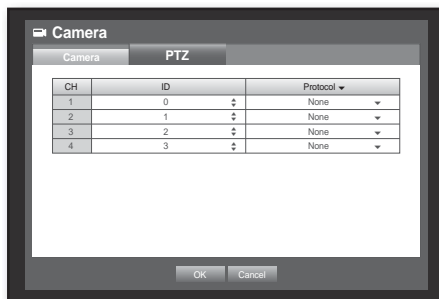 Camera
Camera PTZ
CH ID Protocol
1 0 None
2 1 None
3 2 None
4 3 None
OK Cancel